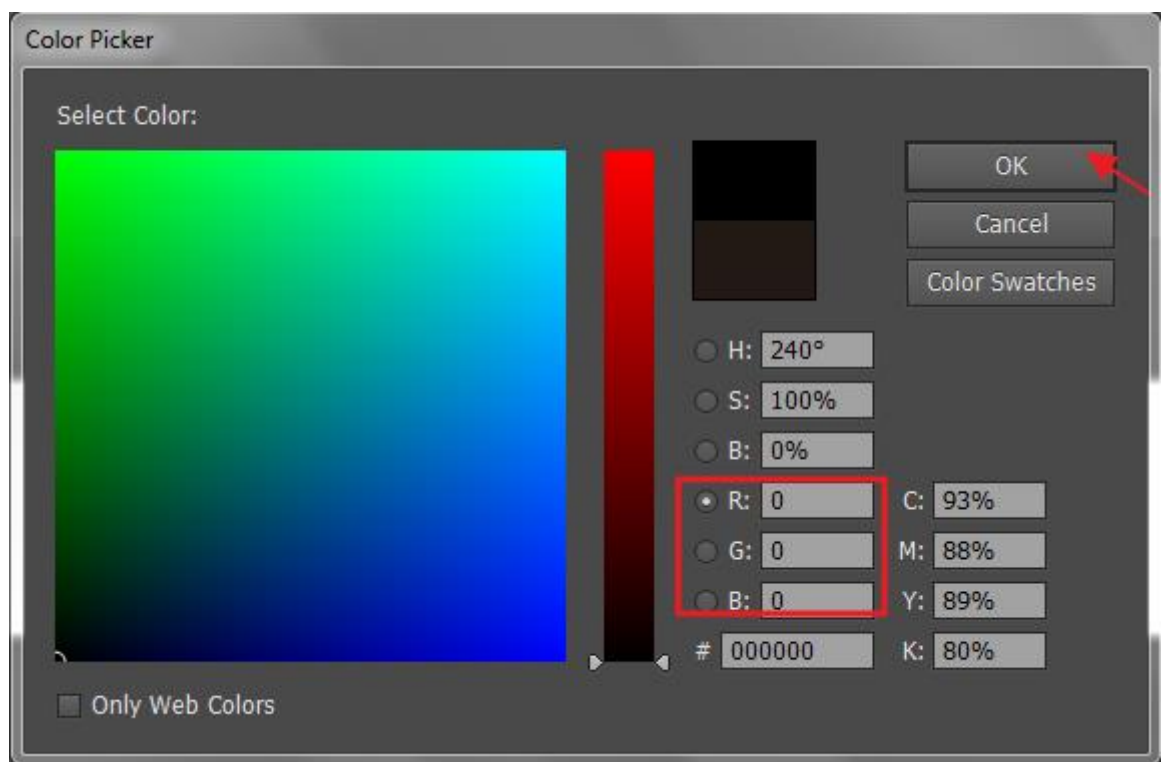 Color Picker
Select Color:
OK
Cancel
Color Swatches
H: 240°
S: 100%
B: 0%
R: 0 C: 93%
G: 0 M: 88%
B: 0 Y: 89%
# 000000 K: 80%
Only Web Colors